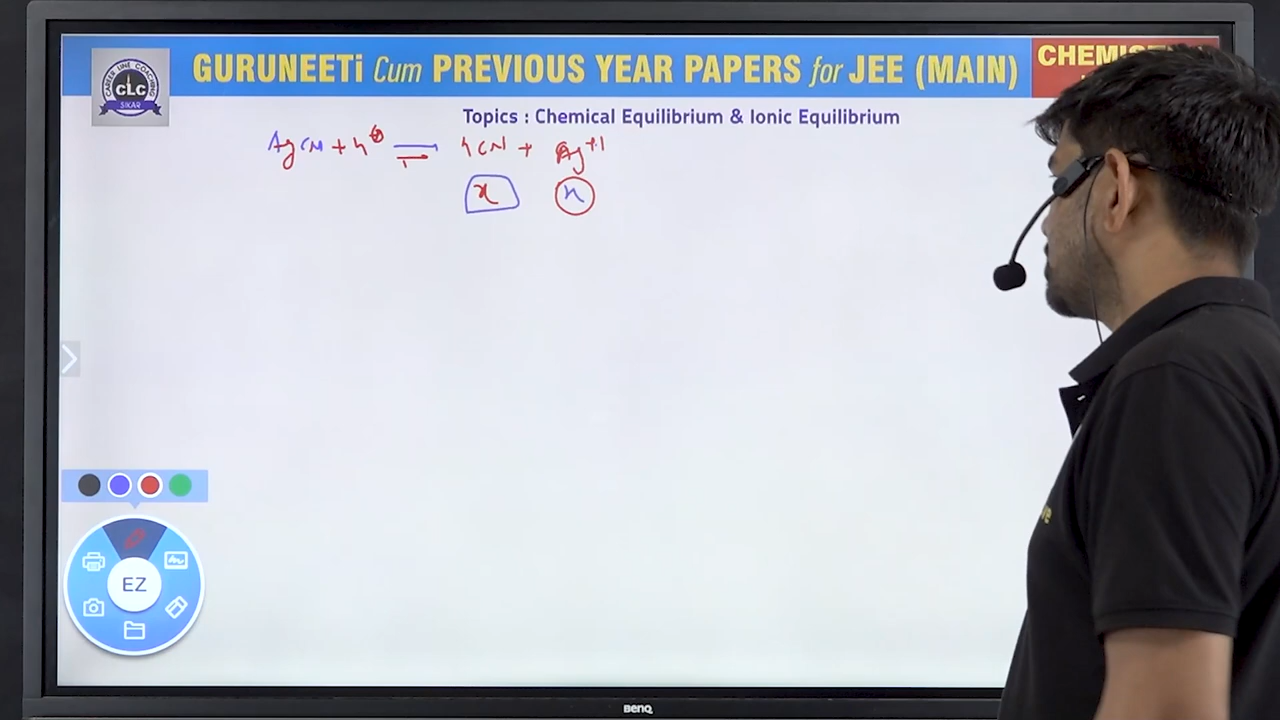 GURUNEETi Cum PREVIOUS YEAR PAPERS for JEE (MAIN)
CAREER LINE COACHING
CLC
SIKAR
Topics : Chemical Equilibrium & Ionic Equilibrium
AgCN + H⊕ ⇌ HCN + Ag+1
x x
EZ
BenQ